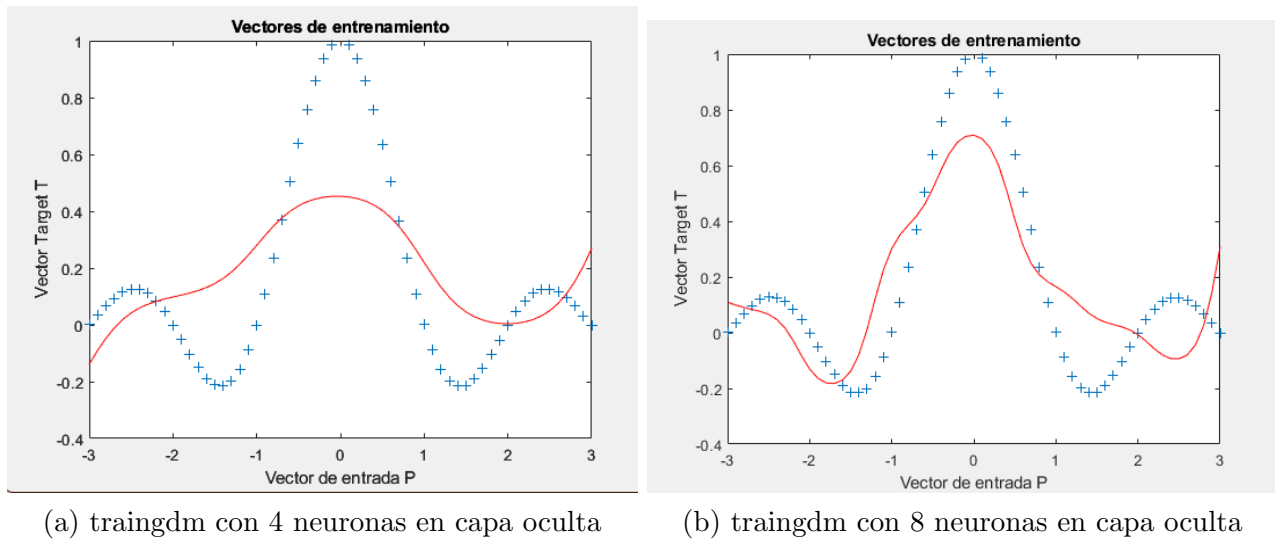 Vectores de entrenamiento
1
0.8
0.6
0.4
0.2
0
-0.2
-0.4
Vector Target T
-3 -2 -1 0 1 2 3
Vector de entrada P
(a) traingdm con 4 neuronas en capa oculta
Vectores de entrenamiento
1
0.8
0.6
0.4
0.2
0
-0.2
-0.4
Vector Target T
-3 -2 -1 0 1 2 3
Vector de entrada P
(b) traingdm con 8 neuronas en capa oculta